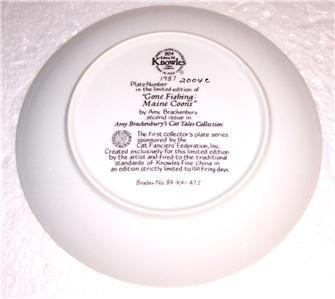 1854
Edwin M.
Knowles
1987
Plate Number 2004C
in the limited edition of
"Gone Fishing:
Maine Coons"
by Amy Brackenbury
second issue in
Amy Brackenbury's Cat Tales Collection
The first collector's plate series
sponsored by the
Cat Fanciers' Federation, Inc.
Created exclusively for this limited edition
by the artist and fired to the traditional
standards of Knowles fine china in
an edition strictly limited to 150 firing days.
Bradex No. 84-K41-47.2